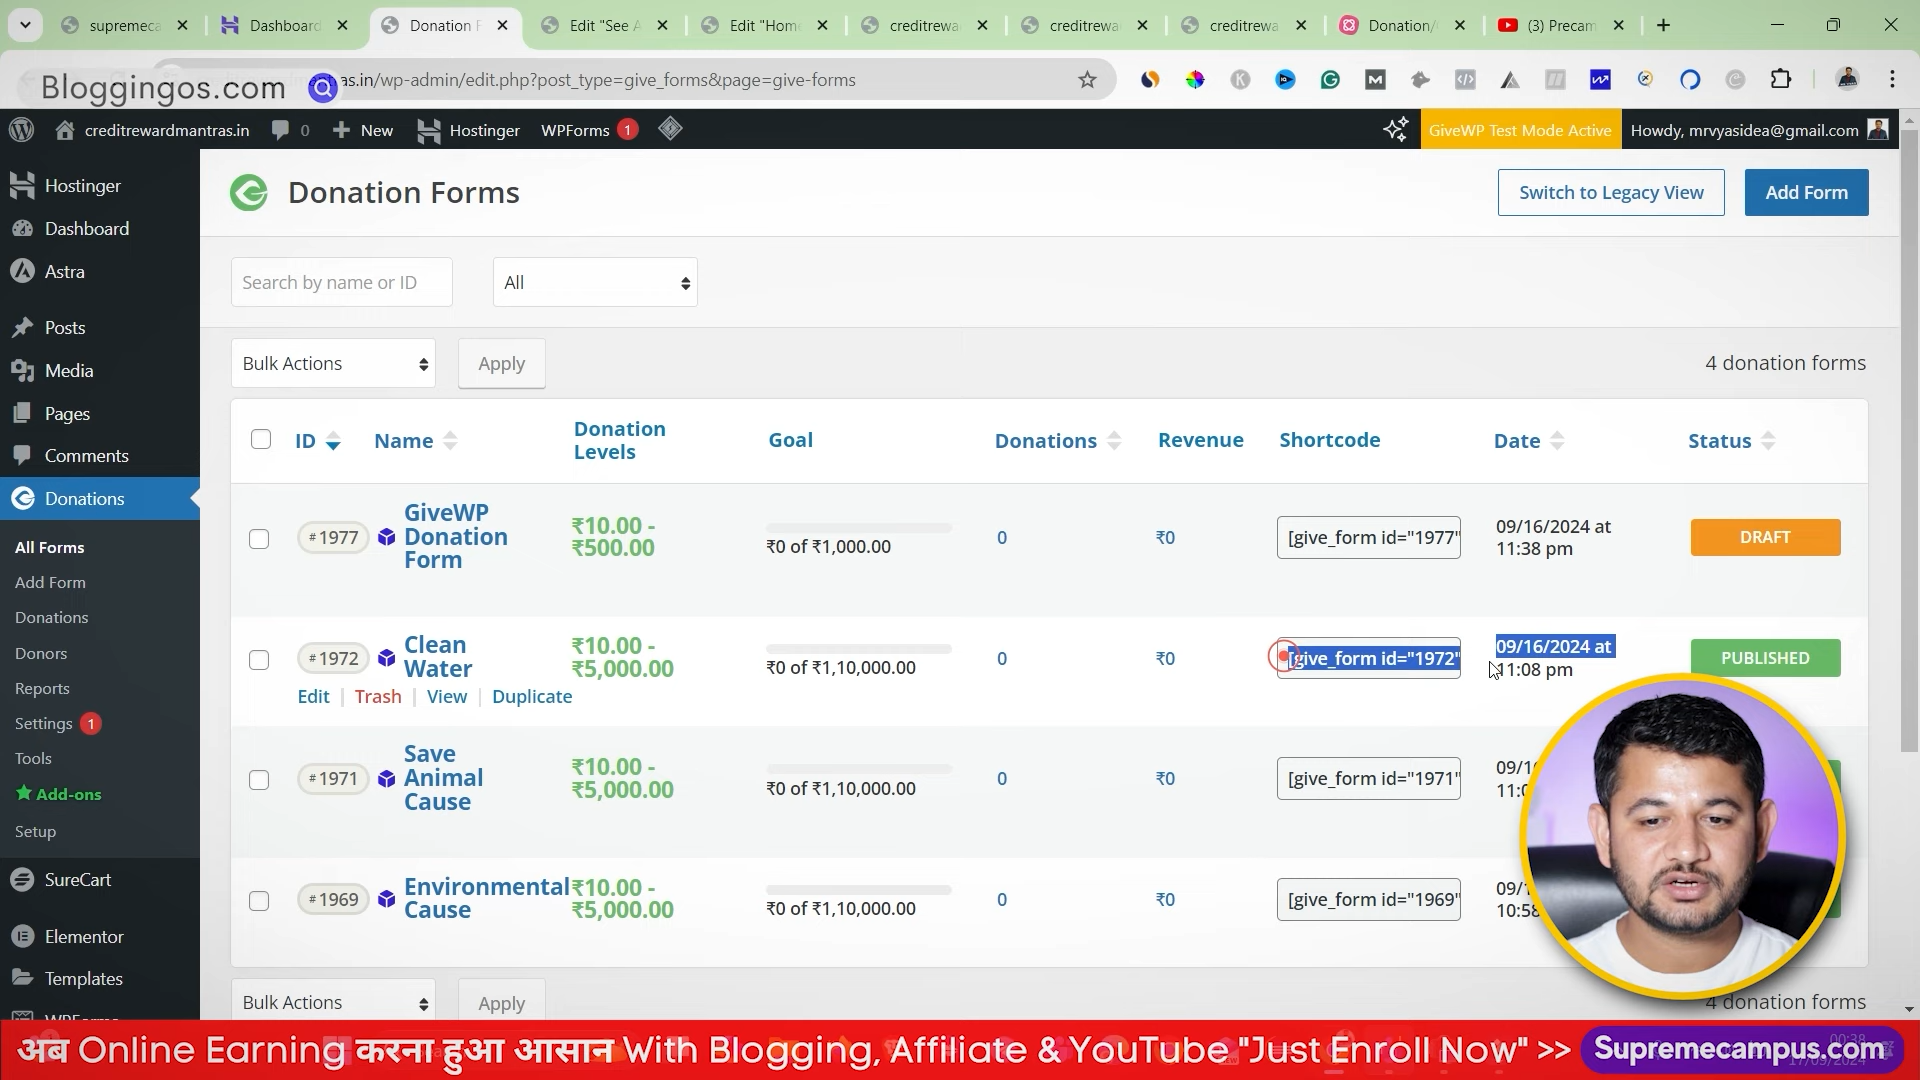 supremeca
Dashboard
Donation F
Edit "See A
Edit "Home
creditrewa
creditrewa
creditrewa
Donation/
(3) Precam
Bloggingos.com
as.in/wp-admin/edit.php?post_type=give_forms&page=give-forms
creditrewardmantras.in
0
New
Hostinger
WPForms 1
GiveWP Test Mode Active
Howdy, mrvyasidea@gmail.com
Hostinger
Dashboard
Astra
Posts
Media
Pages
Comments
Donations
All Forms
Add Form
Donations
Donors
Reports
Settings 1
Tools
Add-ons
Setup
SureCart
Elementor
Templates
WPForms
Donation Forms
Switch to Legacy View
Add Form
Search by name or ID
All
Bulk Actions
Apply
4 donation forms
ID
Name
Donation
Levels
Goal
Donations
Revenue
Shortcode
Date
Status
#1977
GiveWP
Donation
Form
₹10.00 -
₹500.00
₹0 of ₹1,000.00
0
₹0
[give_form id="1977"
09/16/2024 at
11:38 pm
DRAFT
#1972
Clean
Water
₹10.00 -
₹5,000.00
₹0 of ₹1,10,000.00
0
₹0
[give_form id="1972"
09/16/2024 at
11:08 pm
PUBLISHED
Edit | Trash | View | Duplicate
#1971
Save
Animal
Cause
₹10.00 -
₹5,000.00
₹0 of ₹1,10,000.00
0
₹0
[give_form id="1971"
09/1
11:0
#1969
Environmental
Cause
₹10.00 -
₹5,000.00
₹0 of ₹1,10,000.00
0
₹0
[give_form id="1969"
09/1
10:58
Bulk Actions
Apply
4 donation forms
अब Online Earning करना हुआ आसान With Blogging, Affiliate & YouTube "Just Enroll Now" >>
Supremecampus.com